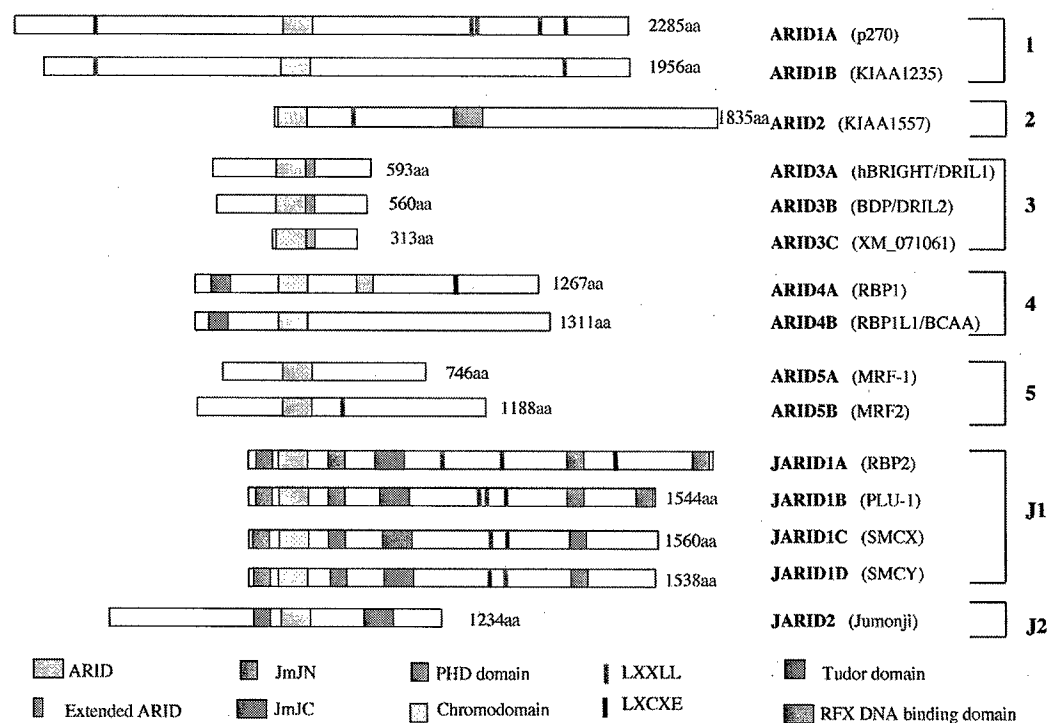 2285aa ARID1A (p270) 1
1956aa ARID1B (KIAA1235)
1835aa ARID2 (KIAA1557) 2
593aa ARID3A (hBRIGHT/DRIL1)
560aa ARID3B (BDP/DRIL2) 3
313aa ARID3C (XM_071061)
1267aa ARID4A (RBP1) 4
1311aa ARID4B (RBP1L1/BCAA)
746aa ARID5A (MRF-1) 5
1188aa ARID5B (MRF2)
JARID1A (RBP2)
1544aa JARID1B (PLU-1) J1
1560aa JARID1C (SMCX)
1538aa JARID1D (SMCY)
1234aa JARID2 (Jumonji) J2
ARID JmJN PHD domain LXXLL Tudor domain
Extended ARID JmJC Chromodomain LXCXE RFX DNA binding domain